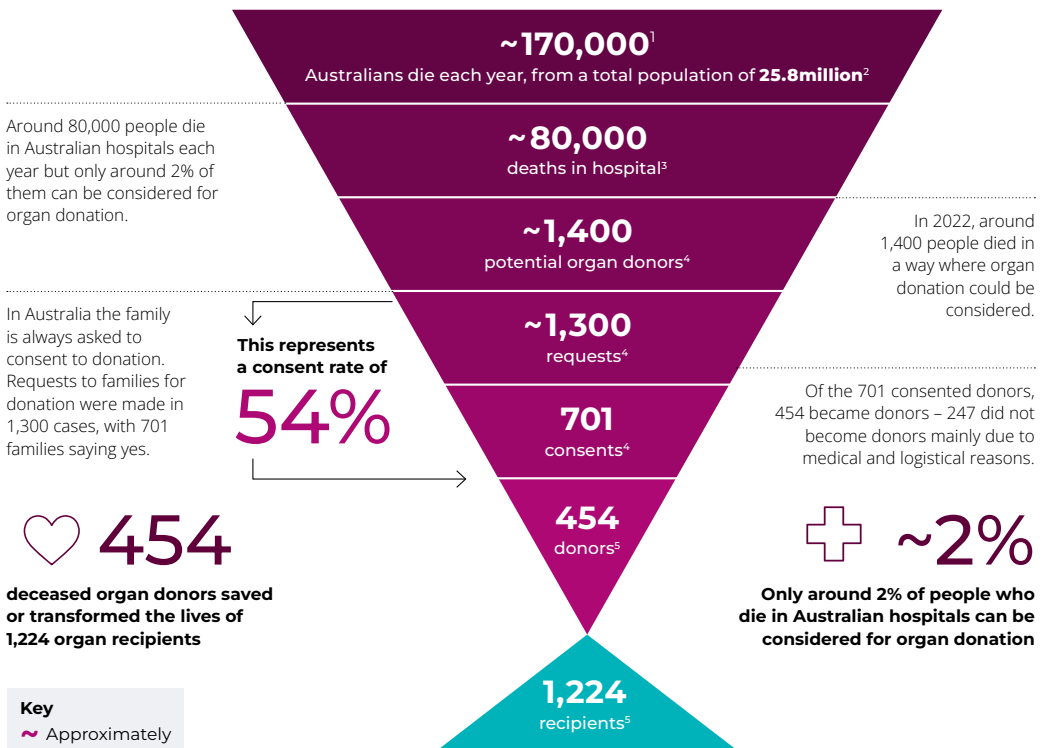 ~170,000¹
Australians die each year, from a total population of 25.8million²
Around 80,000 people die
in Australian hospitals each
year but only around 2% of
them can be considered for
organ donation.
~80,000
deaths in hospital³
~1,400
potential organ donors⁴
In 2022, around
1,400 people died in
a way where organ
donation could be
considered.
In Australia the family
is always asked to
consent to donation.
Requests to families for
donation were made in
1,300 cases, with 701
families saying yes.
This represents
a consent rate of
54%
~1,300
requests⁴
701
consents⁴
Of the 701 consented donors,
454 became donors – 247 did not
become donors mainly due to
medical and logistical reasons.
454
donors⁵
454
deceased organ donors saved
or transformed the lives of
1,224 organ recipients
~2%
Only around 2% of people who
die in Australian hospitals can be
considered for organ donation
1,224
recipients⁵
Key
~ Approximately